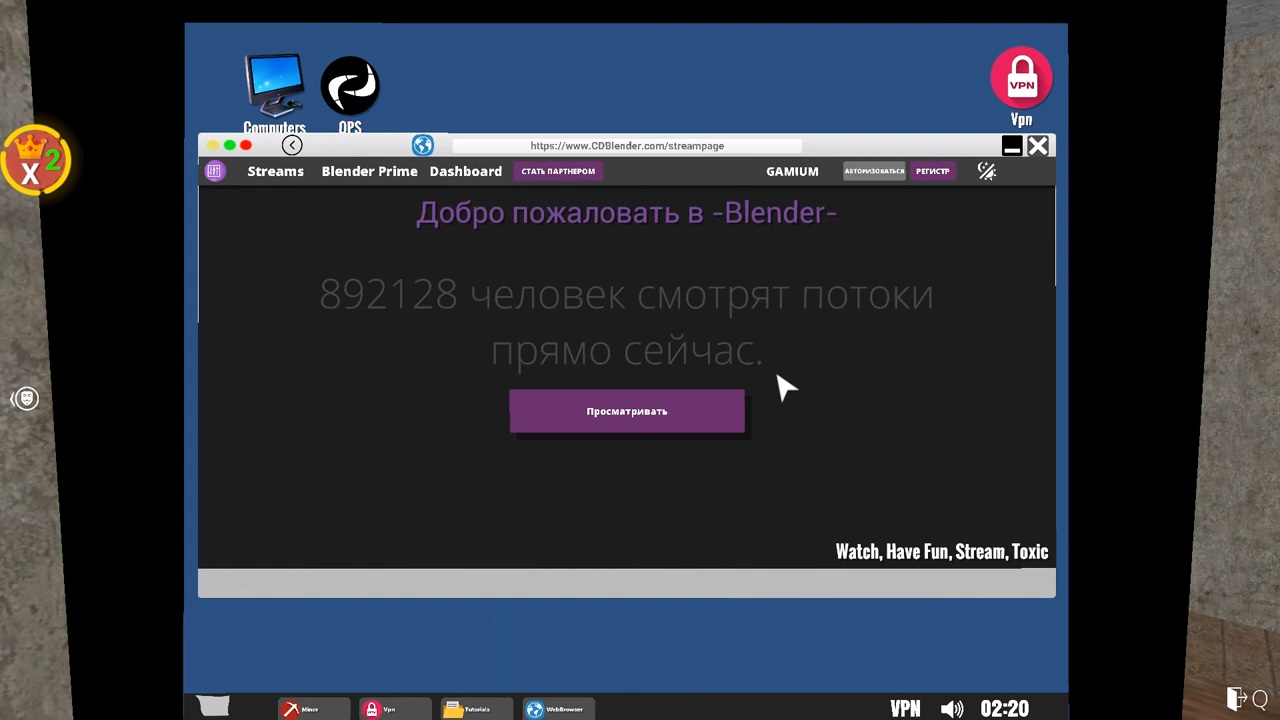 Computers
OPS
VPN
Vpn
X2
https://www.CDBlender.com/streampage
Streams
Blender Prime
Dashboard
СТАТЬ ПАРТНЕРОМ
GAMIUM
АВТОРИЗОВАТЬСЯ
РЕГИСТР
Добро пожаловать в -Blender-
892128 человек смотрят потоки
прямо сейчас.
Просматривать
Watch, Have Fun, Stream, Toxic
Q
Miner
Vpn
Tutorials
WebBrowser
VPN
02:20